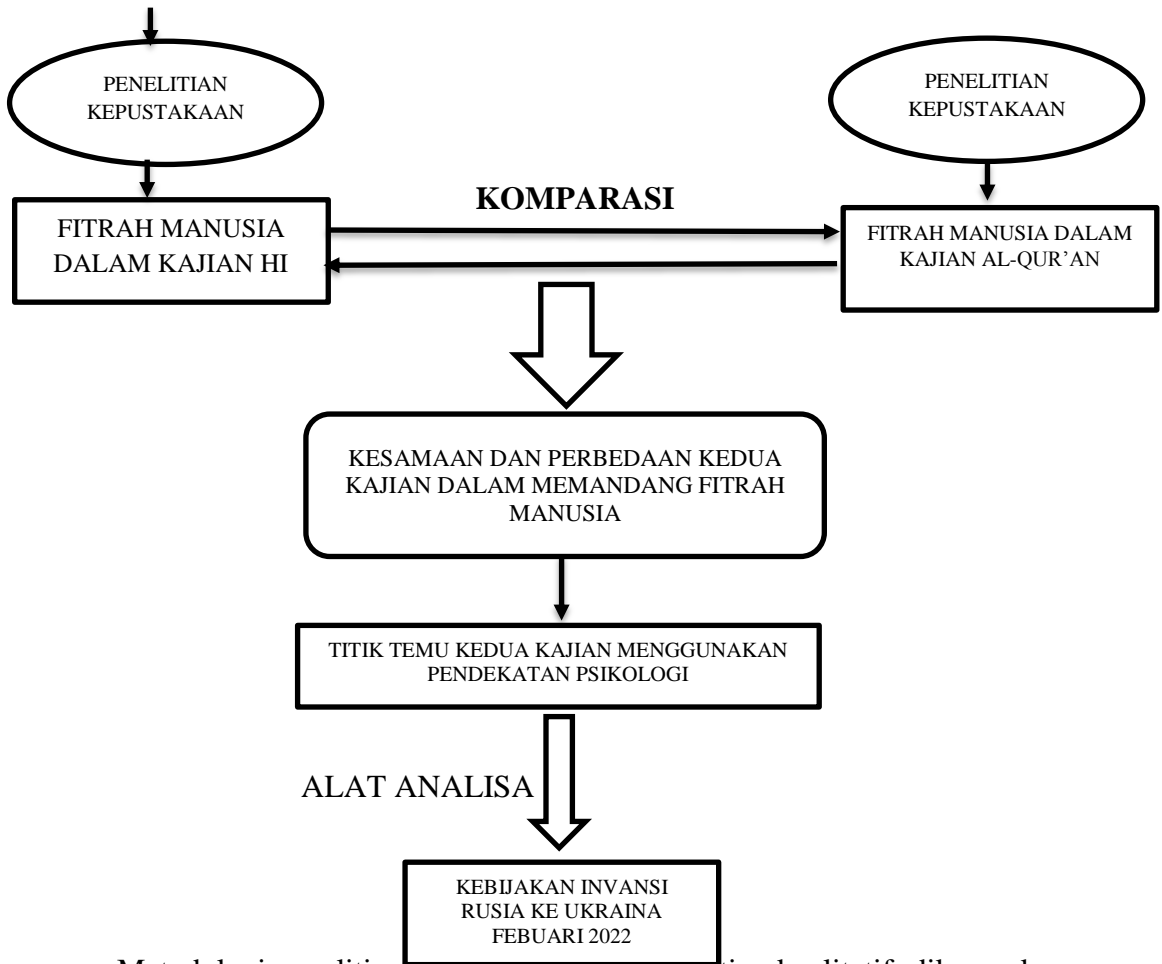 PENELITIAN
KEPUSTAKAAN
PENELITIAN
KEPUSTAKAAN
KOMPARASI
FITRAH MANUSIA
DALAM KAJIAN HI
FITRAH MANUSIA DALAM
KAJIAN AL-QUR’AN
KESAMAAN DAN PERBEDAAN KEDUA
KAJIAN DALAM MEMANDANG FITRAH
MANUSIA
TITIK TEMU KEDUA KAJIAN MENGGUNAKAN
PENDEKATAN PSIKOLOGI
ALAT ANALISA
KEBIJAKAN INVANSI
RUSIA KE UKRAINA
FEBUARI 2022